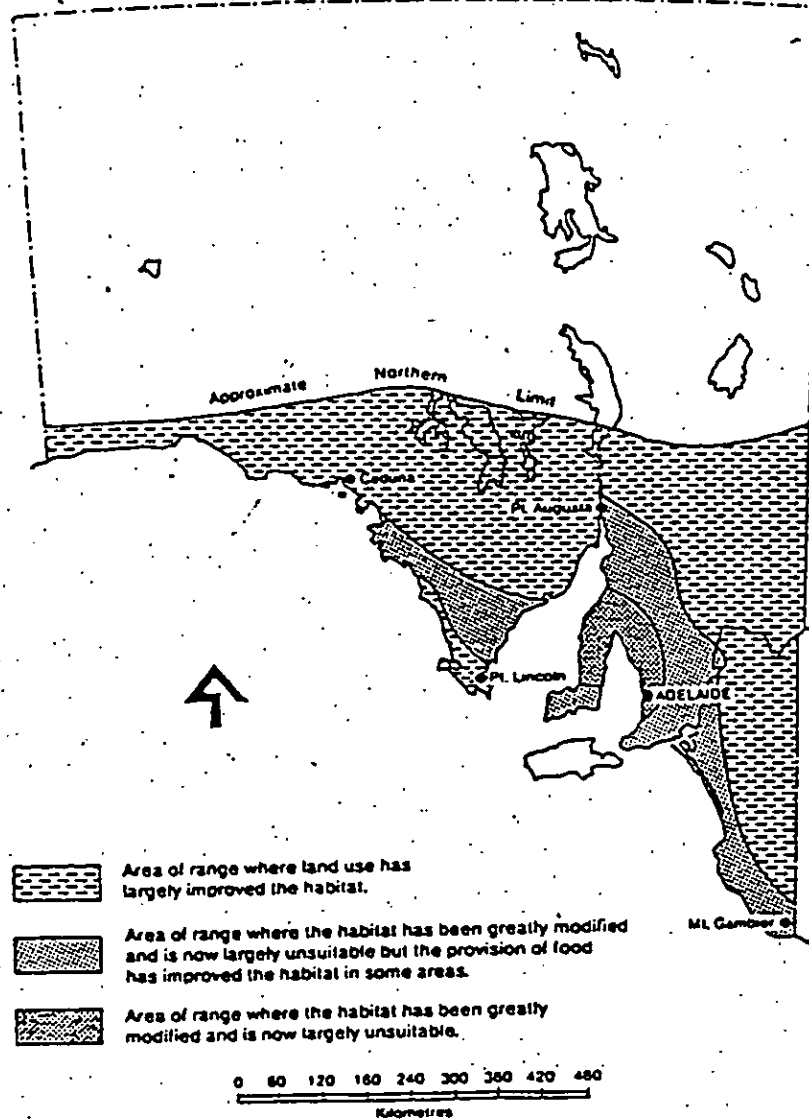 Approximate Northern Limit
Ceduna
Pt. Augusta
Pt. Lincoln
ADELAIDE
Area of range where land use has
largely improved the habitat.
Mt. Gambier
Area of range where the habitat has been greatly modified
and is now largely unsuitable but the provision of food
has improved the habitat in some areas.
Area of range where the habitat has been greatly
modified and is now largely unsuitable.
0 60 120 180 240 300 360 420 480
Kilometres